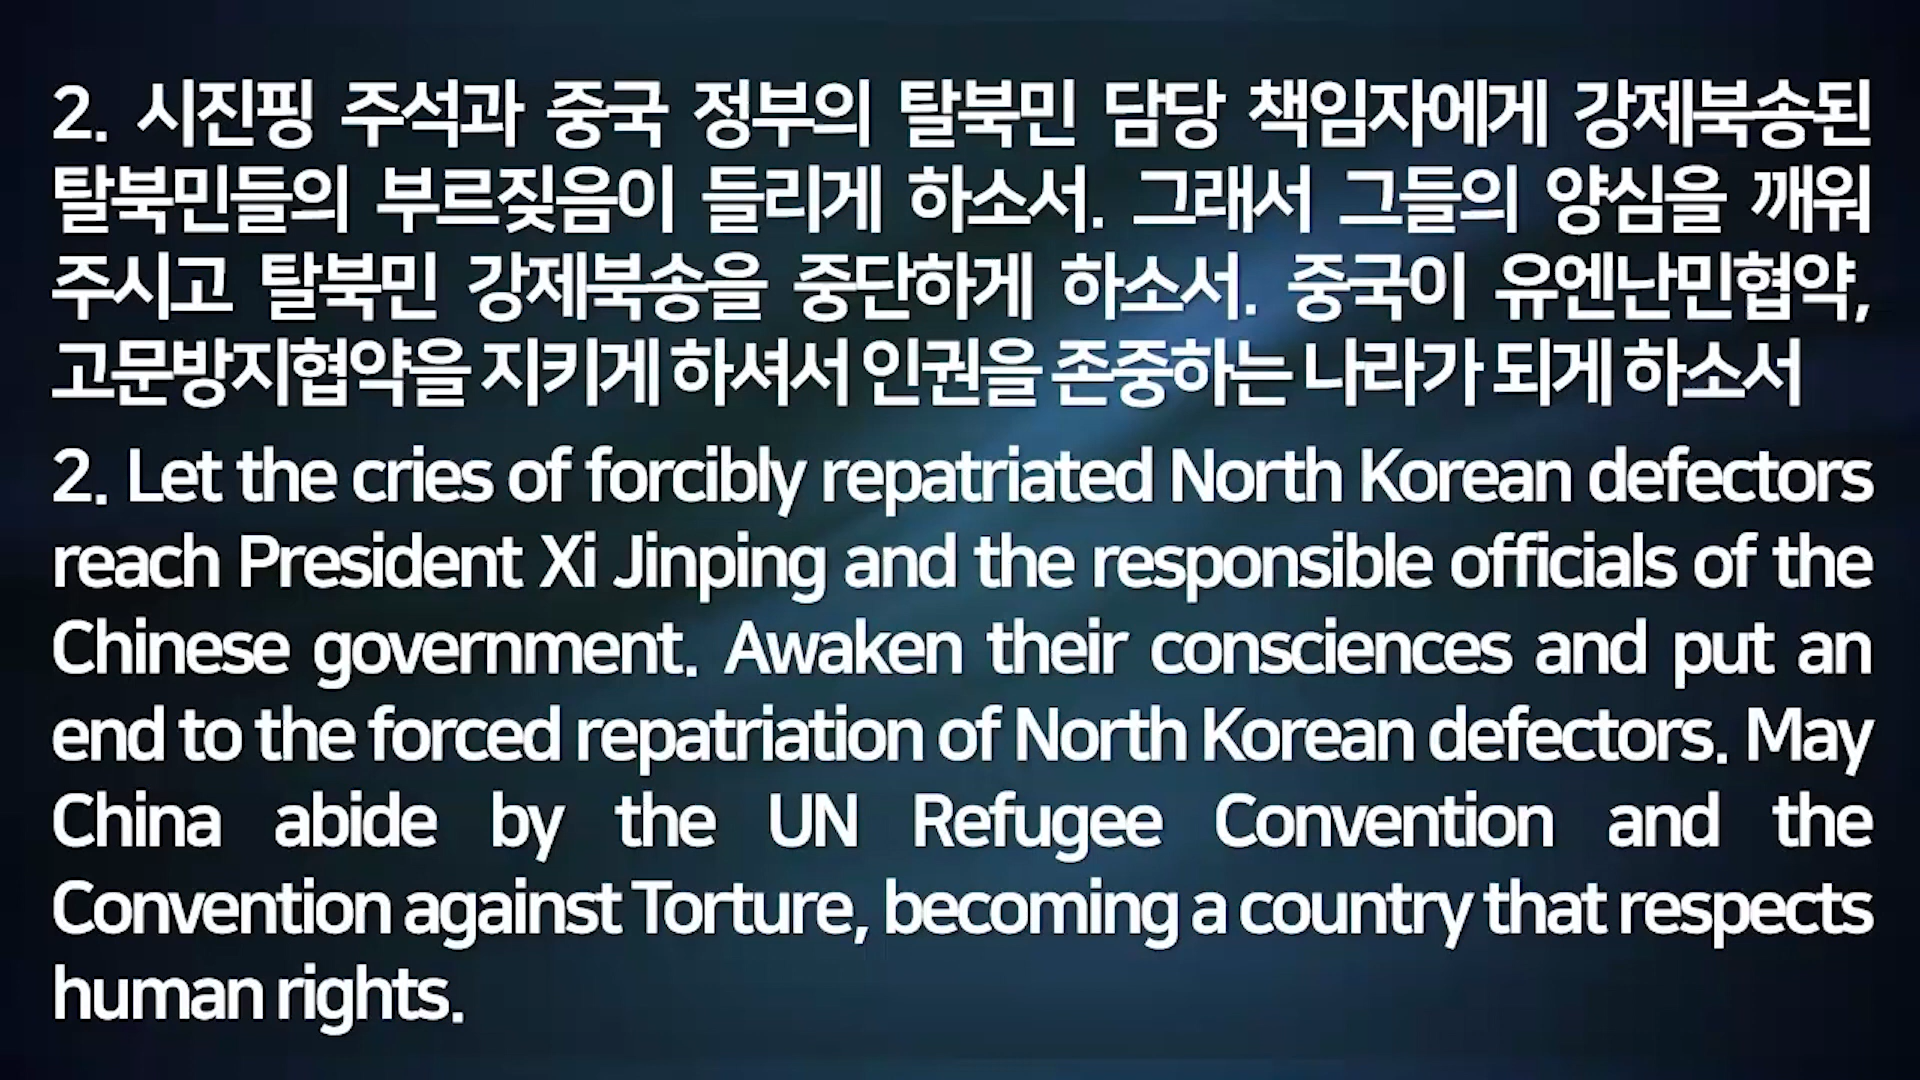 2. 시진핑 주석과 중국 정부의 탈북민 담당 책임자에게 강제북송된
탈북민들의 부르짖음이 들리게 하소서. 그래서 그들의 양심을 깨워
주시고 탈북민 강제북송을 중단하게 하소서. 중국이 유엔난민협약,
고문방지협약을 지키게 하셔서 인권을 존중하는 나라가 되게 하소서
2. Let the cries of forcibly repatriated North Korean defectors
reach President Xi Jinping and the responsible officials of the
Chinese government. Awaken their consciences and put an
end to the forced repatriation of North Korean defectors. May
China abide by the UN Refugee Convention and the
Convention against Torture, becoming a country that respects
human rights.